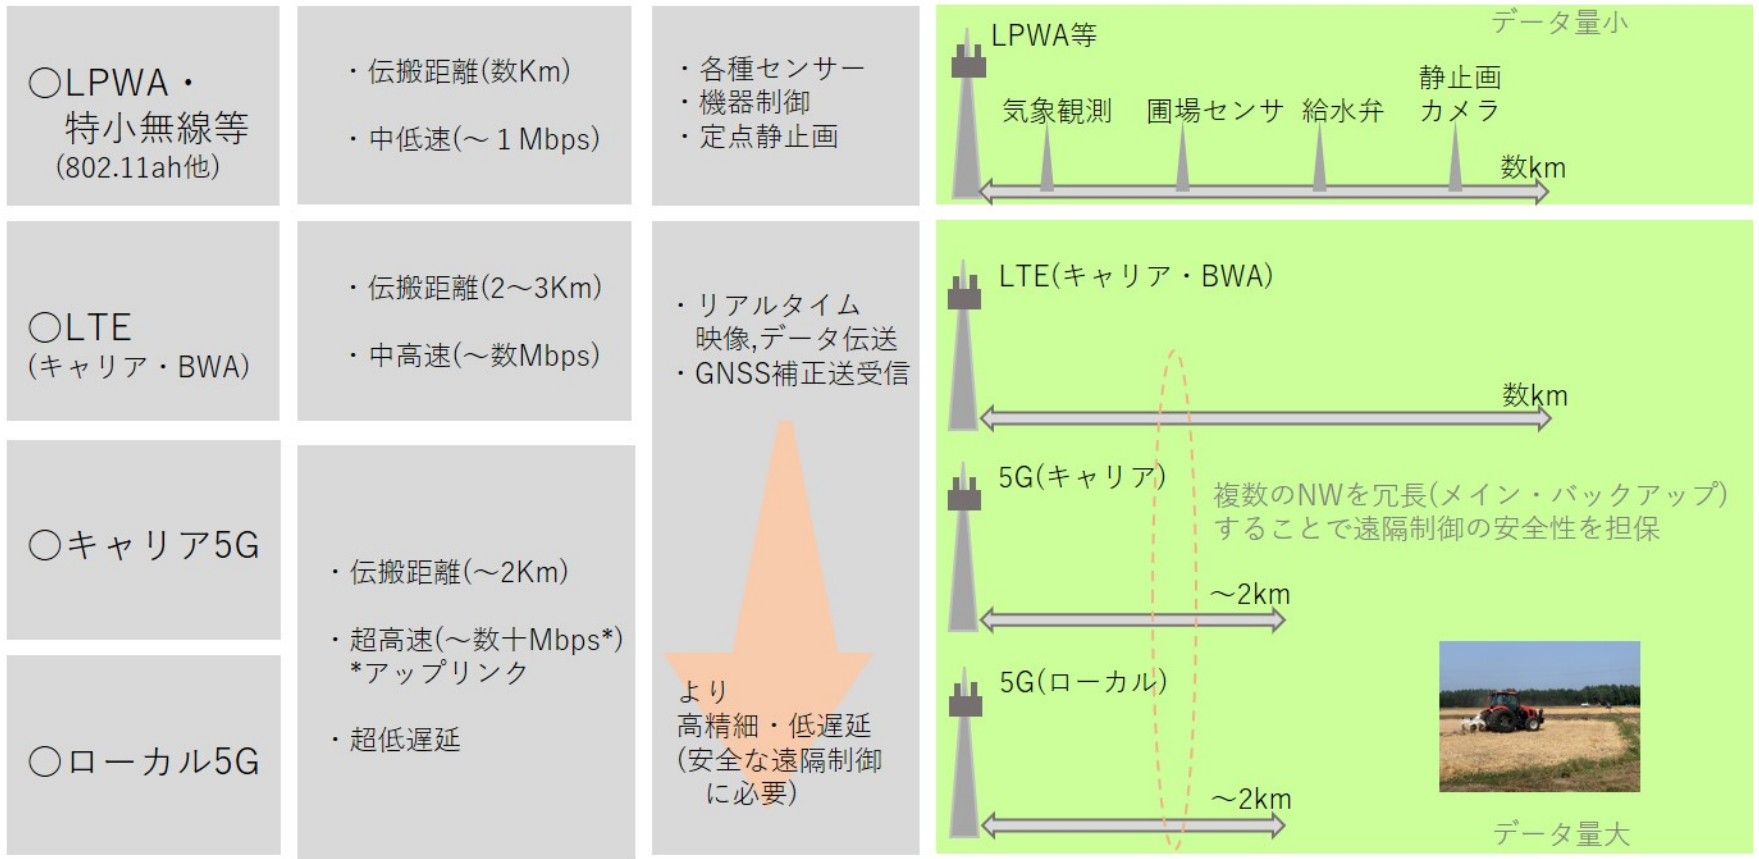 ○LPWA・
特小無線等
(802.11ah他)
・伝搬距離(数Km)
・中低速(～１Mbps)
・各種センサー
・機器制御
・定点静止画
LPWA等
データ量小
気象観測
圃場センサ
給水弁
静止画
カメラ
数km
○LTE
(キャリア・BWA)
・伝搬距離(2～3Km)
・中高速(～数Mbps)
・リアルタイム
映像,データ伝送
・GNSS補正送受信
LTE(キャリア・BWA)
数km
○キャリア5G
○ローカル5G
・伝搬距離(～2Km)
・超高速(～数十Mbps*)
*アップリンク
・超低遅延
より
高精細・低遅延
(安全な遠隔制御
に必要)
5G(キャリア)
複数のNWを冗長(メイン・バックアップ)
することで遠隔制御の安全性を担保
～2km
5G(ローカル)
～2km
データ量大